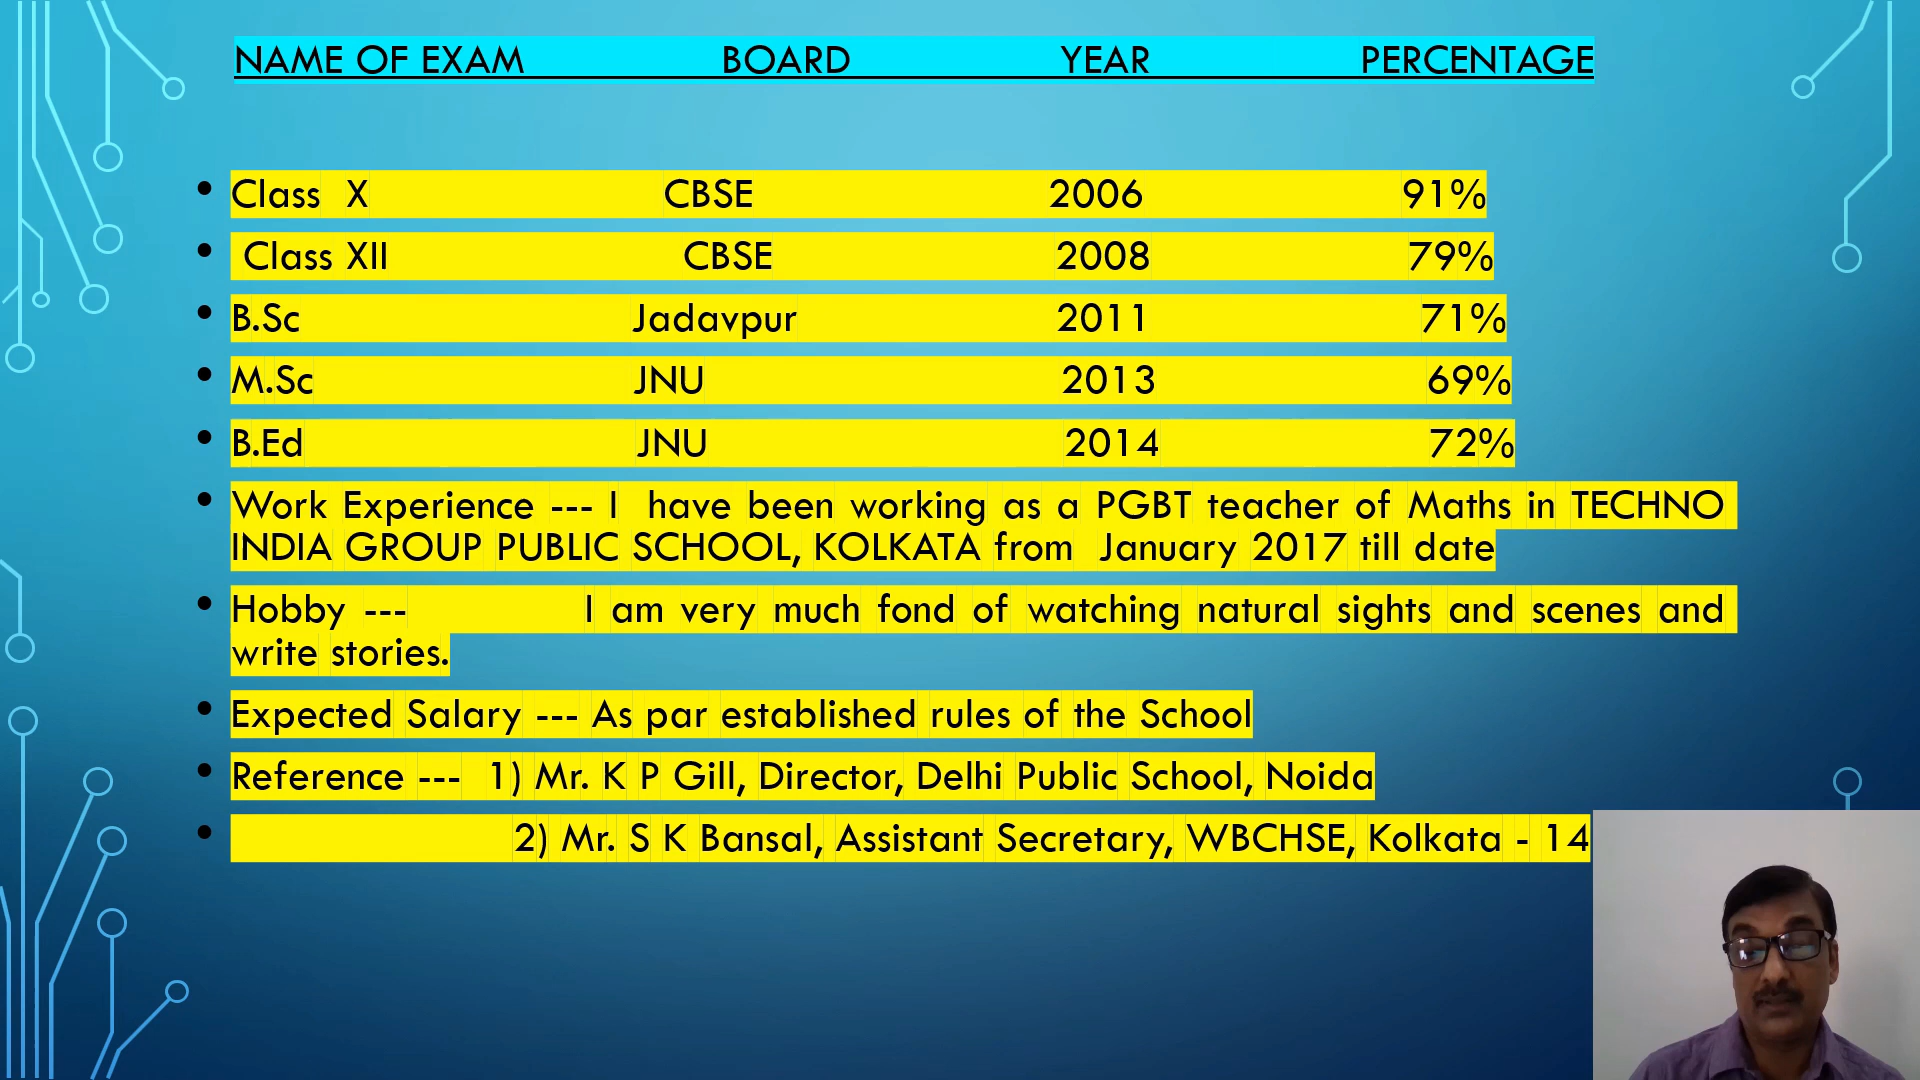 NAME OF EXAM BOARD YEAR PERCENTAGE
Class X CBSE 2006 91%
Class XII CBSE 2008 79%
B.Sc Jadavpur 2011 71%
M.Sc JNU 2013 69%
B.Ed JNU 2014 72%
Work Experience --- I have been working as a PGBT teacher of Maths in TECHNO
INDIA GROUP PUBLIC SCHOOL, KOLKATA from January 2017 till date
Hobby --- I am very much fond of watching natural sights and scenes and
write stories.
Expected Salary --- As par established rules of the School
Reference --- 1) Mr. K P Gill, Director, Delhi Public School, Noida
2) Mr. S K Bansal, Assistant Secretary, WBCHSE, Kolkata - 14